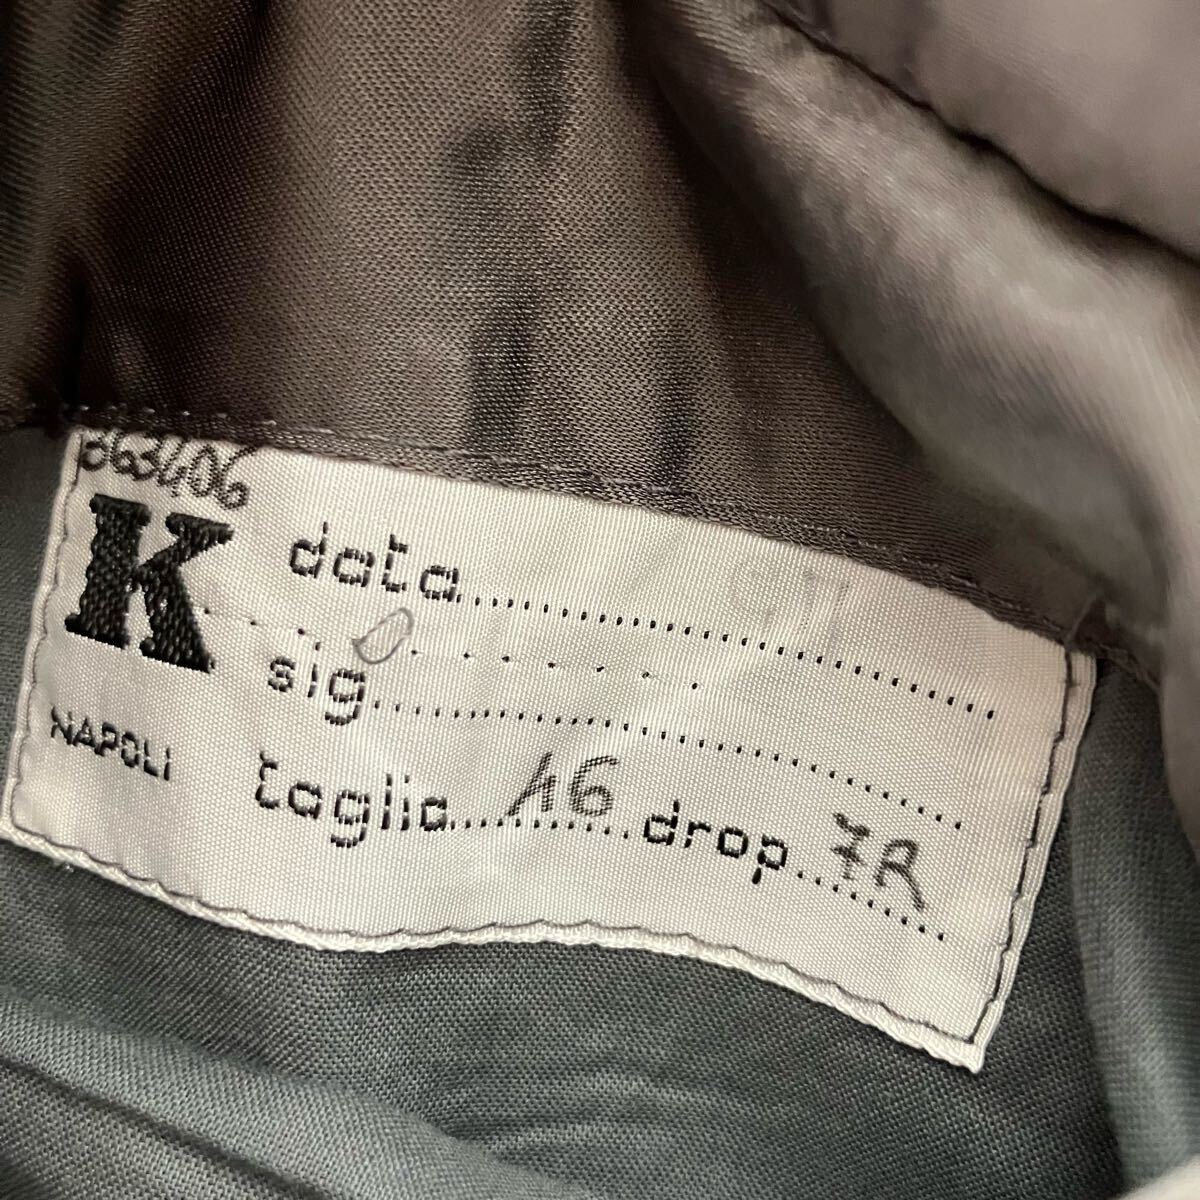 363406
K
NAPOLI
data
sig
taglia 46 drop 7R